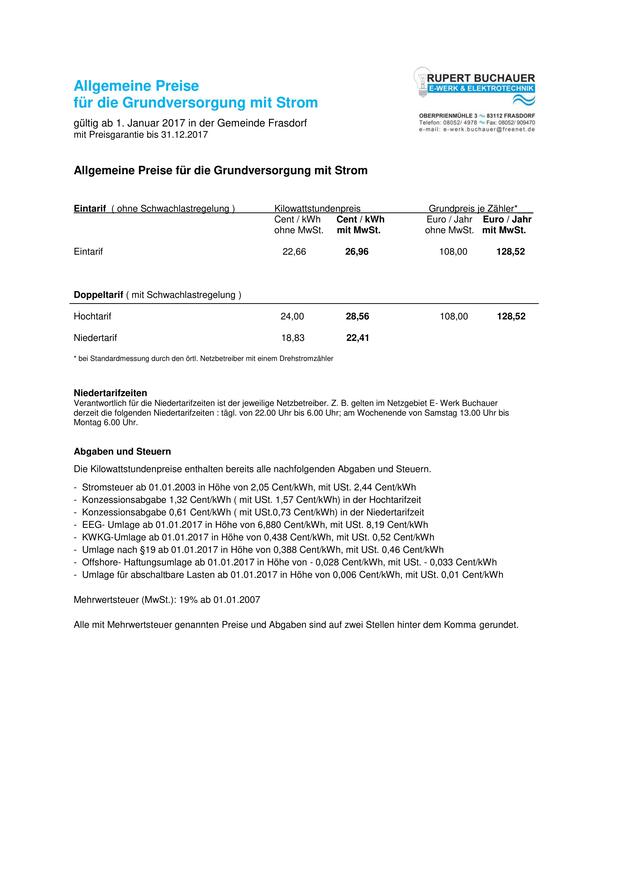 Allgemeine Preise
für die Grundversorgung mit Strom
gültig ab 1. Januar 2017 in der Gemeinde Frasdorf
mit Preisgarantie bis 31.12.2017
RUPERT BUCHAUER
E-WERK & ELEKTROTECHNIK
OBERPRIENMÜHLE 3 ~ 83112 FRASDORF
Telefon: 08052/ 4978 ~ Fax: 08052/ 909470
e-mail: e-werk.buchauer@freenet.de
Allgemeine Preise für die Grundversorgung mit Strom
Eintarif ( ohne Schwachlastregelung ) Kilowattstundenpreis Grundpreis je Zähler*
Cent / kWh Cent / kWh Euro / Jahr Euro / Jahr
ohne MwSt. mit MwSt. ohne MwSt. mit MwSt.
Eintarif 22,66 26,96 108,00 128,52
Doppeltarif ( mit Schwachlastregelung )
Hochtarif 24,00 28,56 108,00 128,52
Niedertarif 18,83 22,41
* bei Standardmessung durch den örtl. Netzbetreiber mit einem Drehstromzähler
Niedertarifzeiten
Verantwortlich für die Niedertarifzeiten ist der jeweilige Netzbetreiber. Z. B. gelten im Netzgebiet E- Werk Buchauer
derzeit die folgenden Niedertarifzeiten : tägl. von 22.00 Uhr bis 6.00 Uhr; am Wochenende von Samstag 13.00 Uhr bis
Montag 6.00 Uhr.
Abgaben und Steuern
Die Kilowattstundenpreise enthalten bereits alle nachfolgenden Abgaben und Steuern.
- Stromsteuer ab 01.01.2003 in Höhe von 2,05 Cent/kWh, mit USt. 2,44 Cent/kWh
- Konzessionsabgabe 1,32 Cent/kWh ( mit USt. 1,57 Cent/kWh) in der Hochtarifzeit
- Konzessionsabgabe 0,61 Cent/kWh ( mit USt.0,73 Cent/kWh) in der Niedertarifzeit
- EEG- Umlage ab 01.01.2017 in Höhe von 6,880 Cent/kWh, mit USt. 8,19 Cent/kWh
- KWKG-Umlage ab 01.01.2017 in Höhe von 0,438 Cent/kWh, mit USt. 0,52 Cent/kWh
- Umlage nach §19 ab 01.01.2017 in Höhe von 0,388 Cent/kWh, mit USt. 0,46 Cent/kWh
- Offshore- Haftungsumlage ab 01.01.2017 in Höhe von - 0,028 Cent/kWh, mit USt. - 0,033 Cent/kWh
- Umlage für abschaltbare Lasten ab 01.01.2017 in Höhe von 0,006 Cent/kWh, mit USt. 0,01 Cent/kWh
Mehrwertsteuer (MwSt.): 19% ab 01.01.2007
Alle mit Mehrwertsteuer genannten Preise und Abgaben sind auf zwei Stellen hinter dem Komma gerundet.